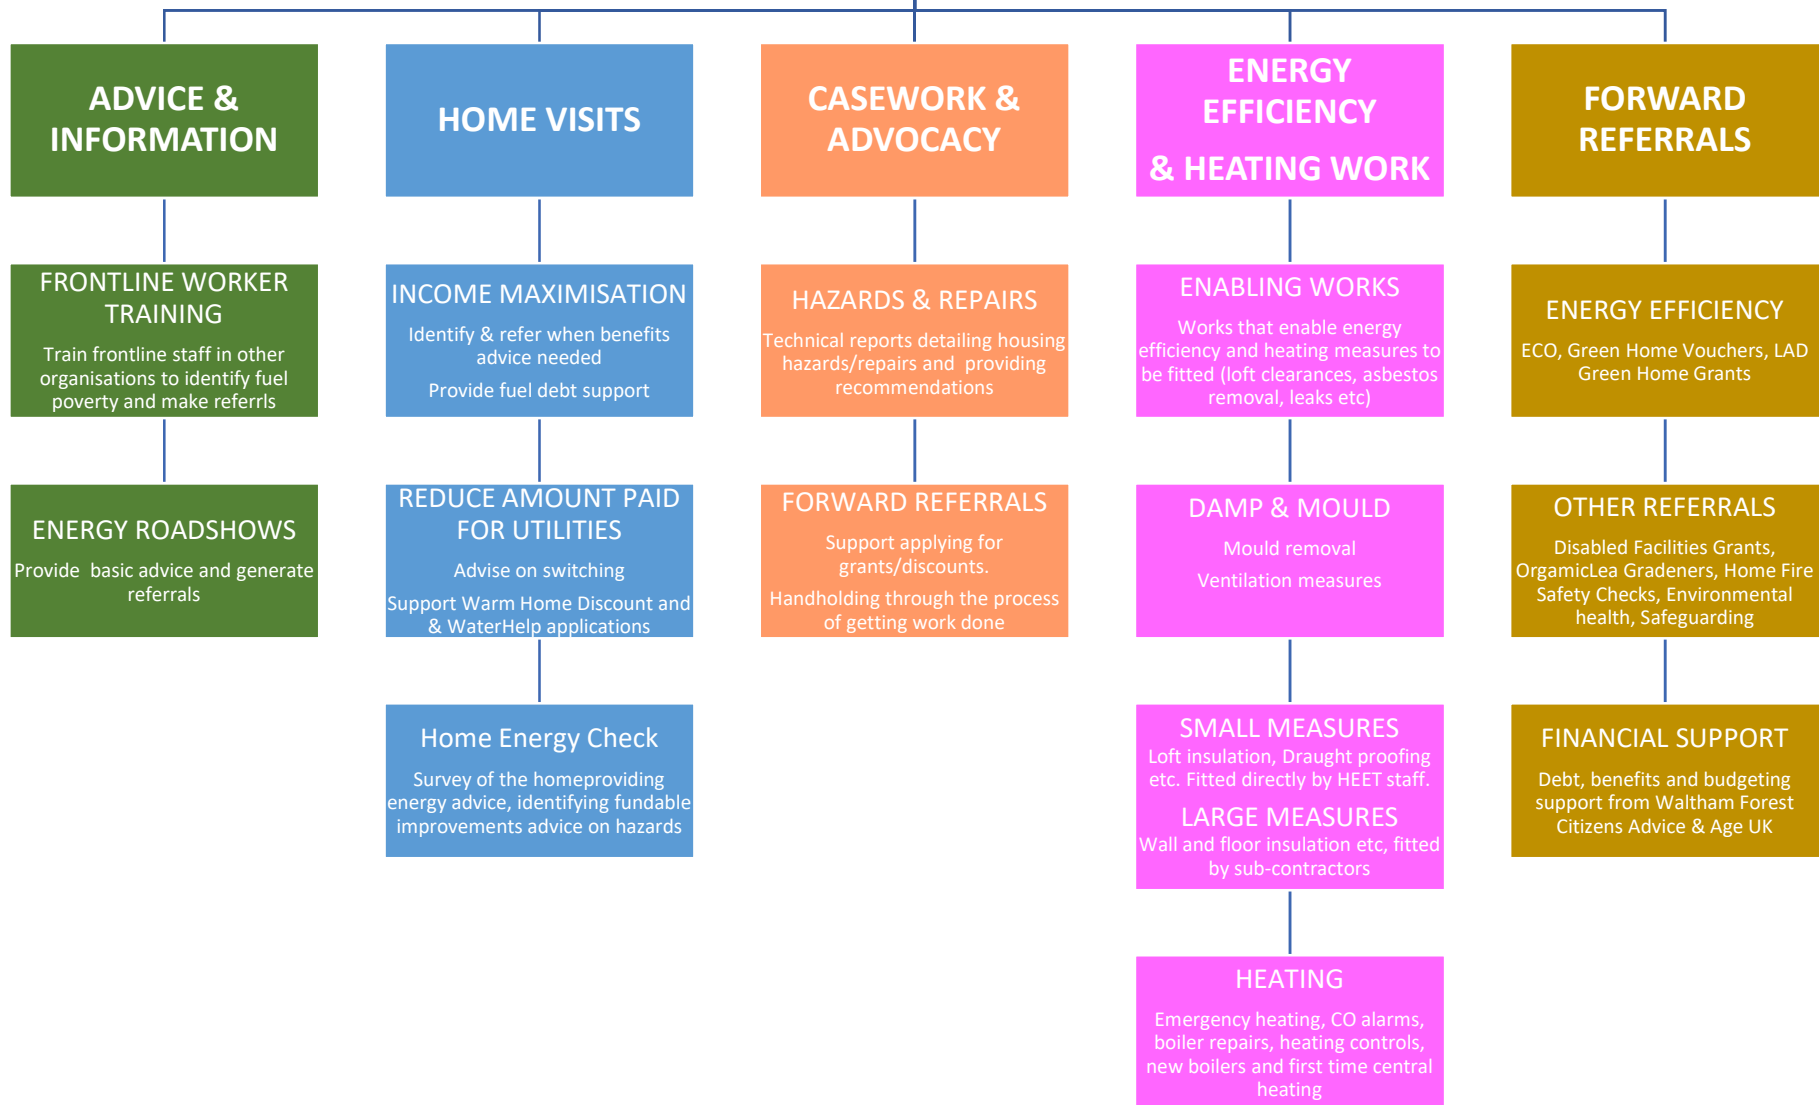 ADVICE &
INFORMATION
FRONTLINE WORKER
TRAINING
Train frontline staff in other
organisations to identify fuel
poverty and make referrls
ENERGY ROADSHOWS
Provide basic advice and generate
referrals
HOME VISITS
INCOME MAXIMISATION
Identify & refer when benefits
advice needed
Provide fuel debt support
REDUCE AMOUNT PAID
FOR UTILITIES
Advise on switching
Support Warm Home Discount and
& WaterHelp applications
Home Energy Check
Survey of the homeproviding
energy advice, identifying fundable
improvements advice on hazards
CASEWORK &
ADVOCACY
HAZARDS & REPAIRS
Technical reports detailing housing
hazards/repairs and providing
recommendations
FORWARD REFERRALS
Support applying for
grants/discounts.
Handholding through the process
of getting work done
ENERGY
EFFICIENCY
& HEATING WORK
ENABLING WORKS
Works that enable energy
efficiency and heating measures to
be fitted (loft clearances, asbestos
removal, leaks etc)
DAMP & MOULD
Mould removal
Ventilation measures
SMALL MEASURES
Loft insulation, Draught proofing
etc. Fitted directly by HEET staff.
LARGE MEASURES
Wall and floor insulation etc, fitted
by sub-contractors
HEATING
Emergency heating, CO alarms,
boiler repairs, heating controls,
new boilers and first time central
heating
FORWARD
REFERRALS
ENERGY EFFICIENCY
ECO, Green Home Vouchers, LAD
Green Home Grants
OTHER REFERRALS
Disabled Facilities Grants,
OrgamicLea Gradeners, Home Fire
Safety Checks, Environmental
health, Safeguarding
FINANCIAL SUPPORT
Debt, benefits and budgeting
support from Waltham Forest
Citizens Advice & Age UK